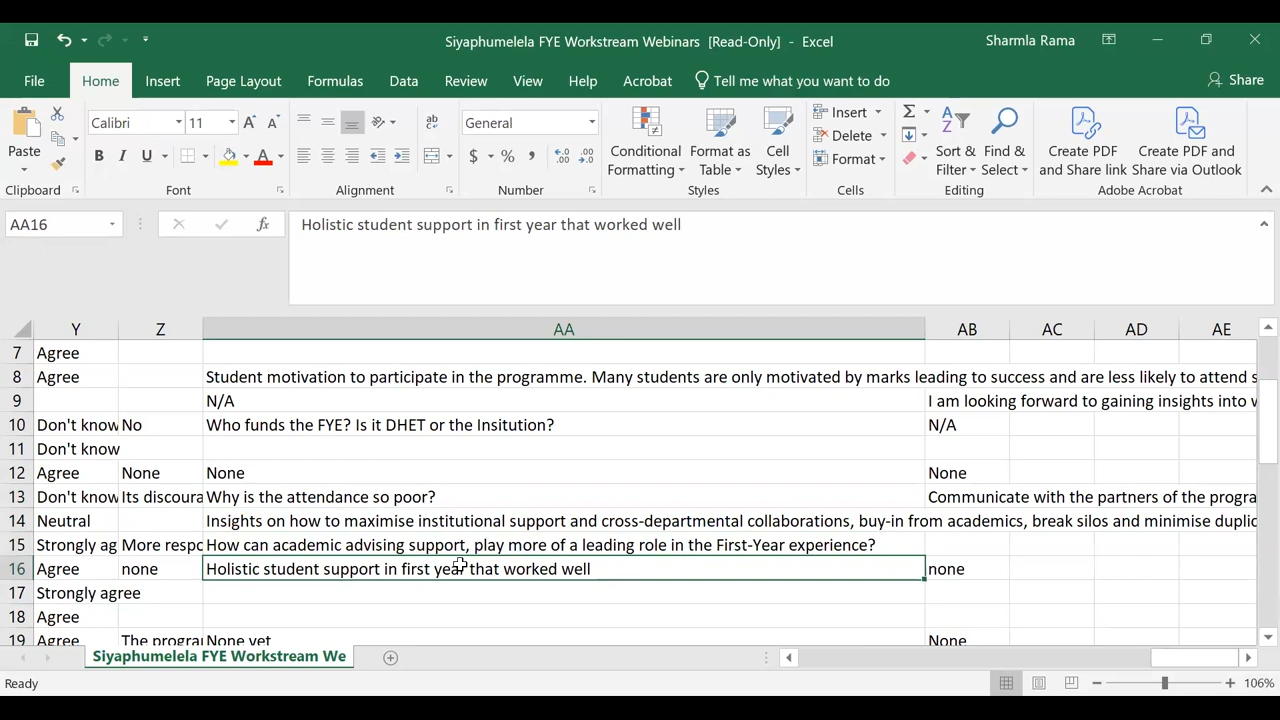 Siyaphumelela FYE Workstream Webinars [Read-Only] - Excel
Sharmla Rama
File Home Insert Page Layout Formulas Data Review View Help Acrobat Tell me what you want to do Share
Calibri 11 General
Paste
B I U
$ % ,
Conditional Formatting
Format as Table
Cell Styles
Insert
Delete
Format
Sort & Filter
Find & Select
Create PDF and Share link
Create PDF and Share via Outlook
Clipboard Font Alignment Number Styles Cells Editing Adobe Acrobat
AA16 fx Holistic student support in first year that worked well
Y Z AA AB AC AD AE
7 Agree
8 Agree Student motivation to participate in the programme. Many students are only motivated by marks leading to success and are less likely to attend s
9 N/A I am looking forward to gaining insights into w
10 Don't know No Who funds the FYE? Is it DHET or the Insitution? N/A
11 Don't know
12 Agree None None None
13 Don't know Its discoura Why is the attendance so poor? Communicate with the partners of the progra
14 Neutral Insights on how to maximise institutional support and cross-departmental collaborations, buy-in from academics, break silos and minimise duplic
15 Strongly ag More respo How can academic advising support, play more of a leading role in the First-Year experience?
16 Agree none Holistic student support in first year that worked well none
17 Strongly agree
18 Agree
19 Agree The progra None yet None
Siyaphumelela FYE Workstream We
Ready 106%